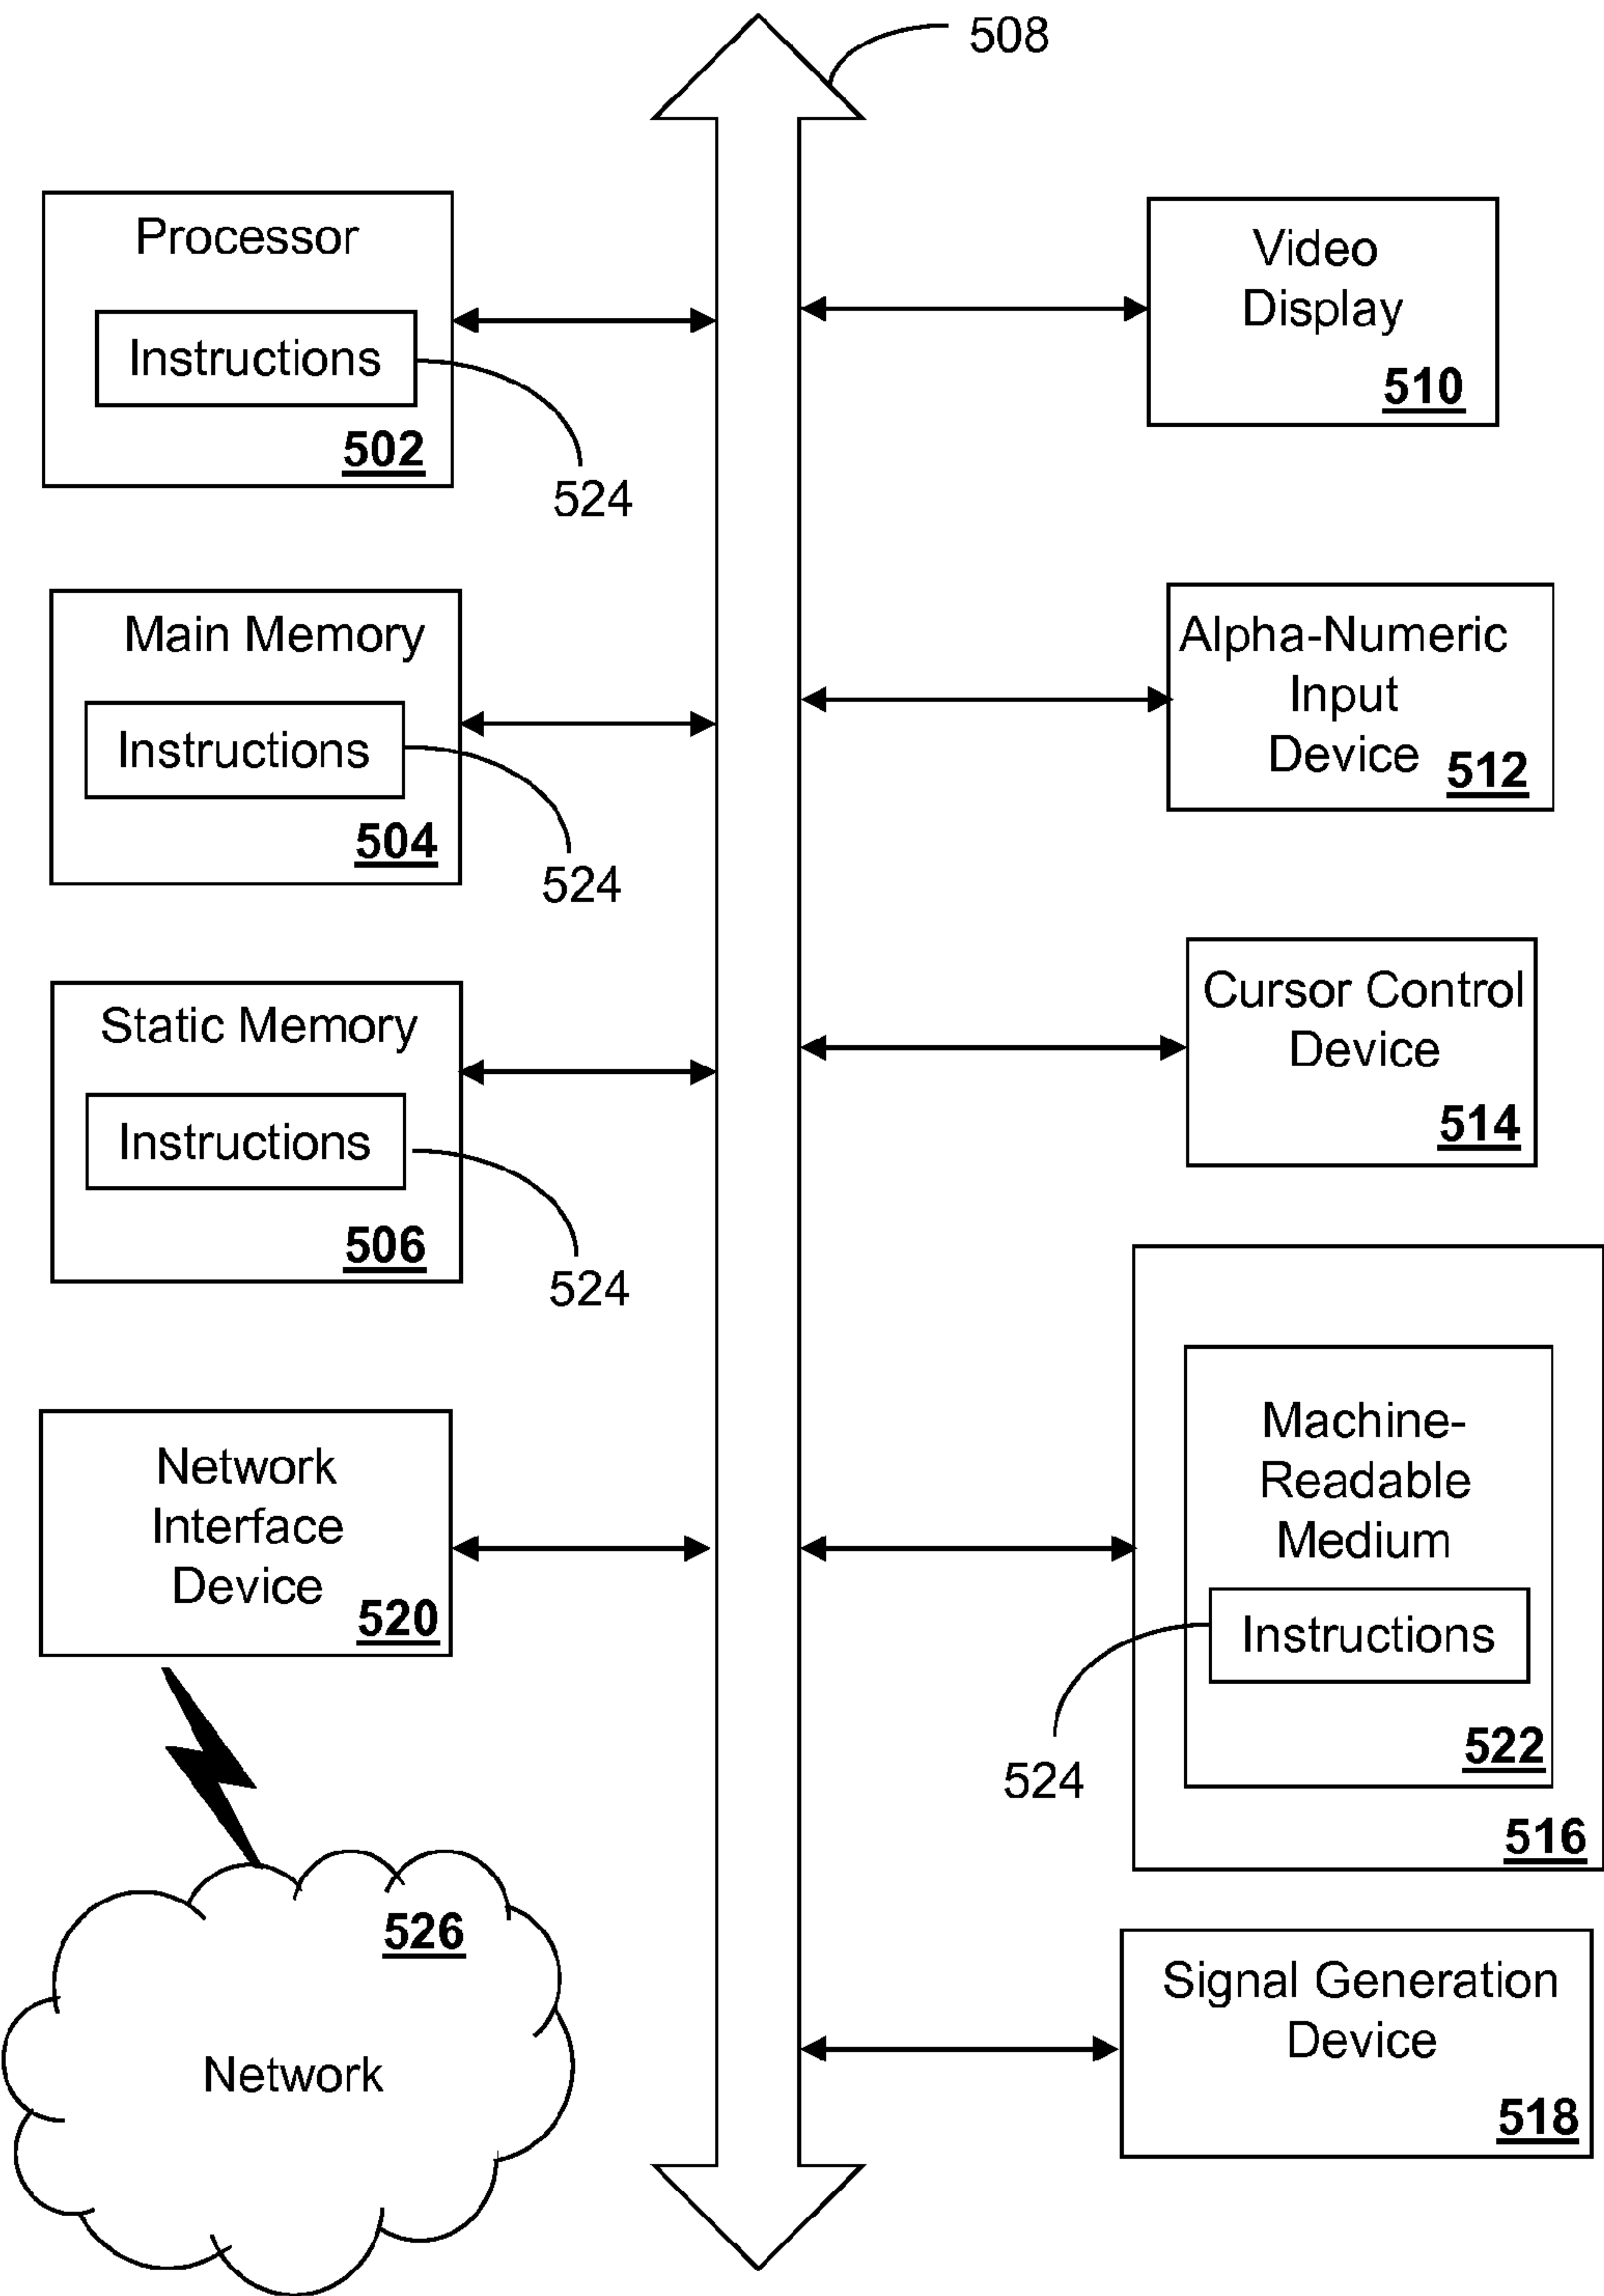 508
Processor
Instructions
502
524
Main Memory
Instructions
504
524
Static Memory
Instructions
506
524
Network
Interface
Device
520
526
Network
Video
Display
510
Alpha-Numeric
Input
Device
512
Cursor Control
Device
514
Machine-
Readable
Medium
Instructions
522
524
516
Signal Generation
Device
518